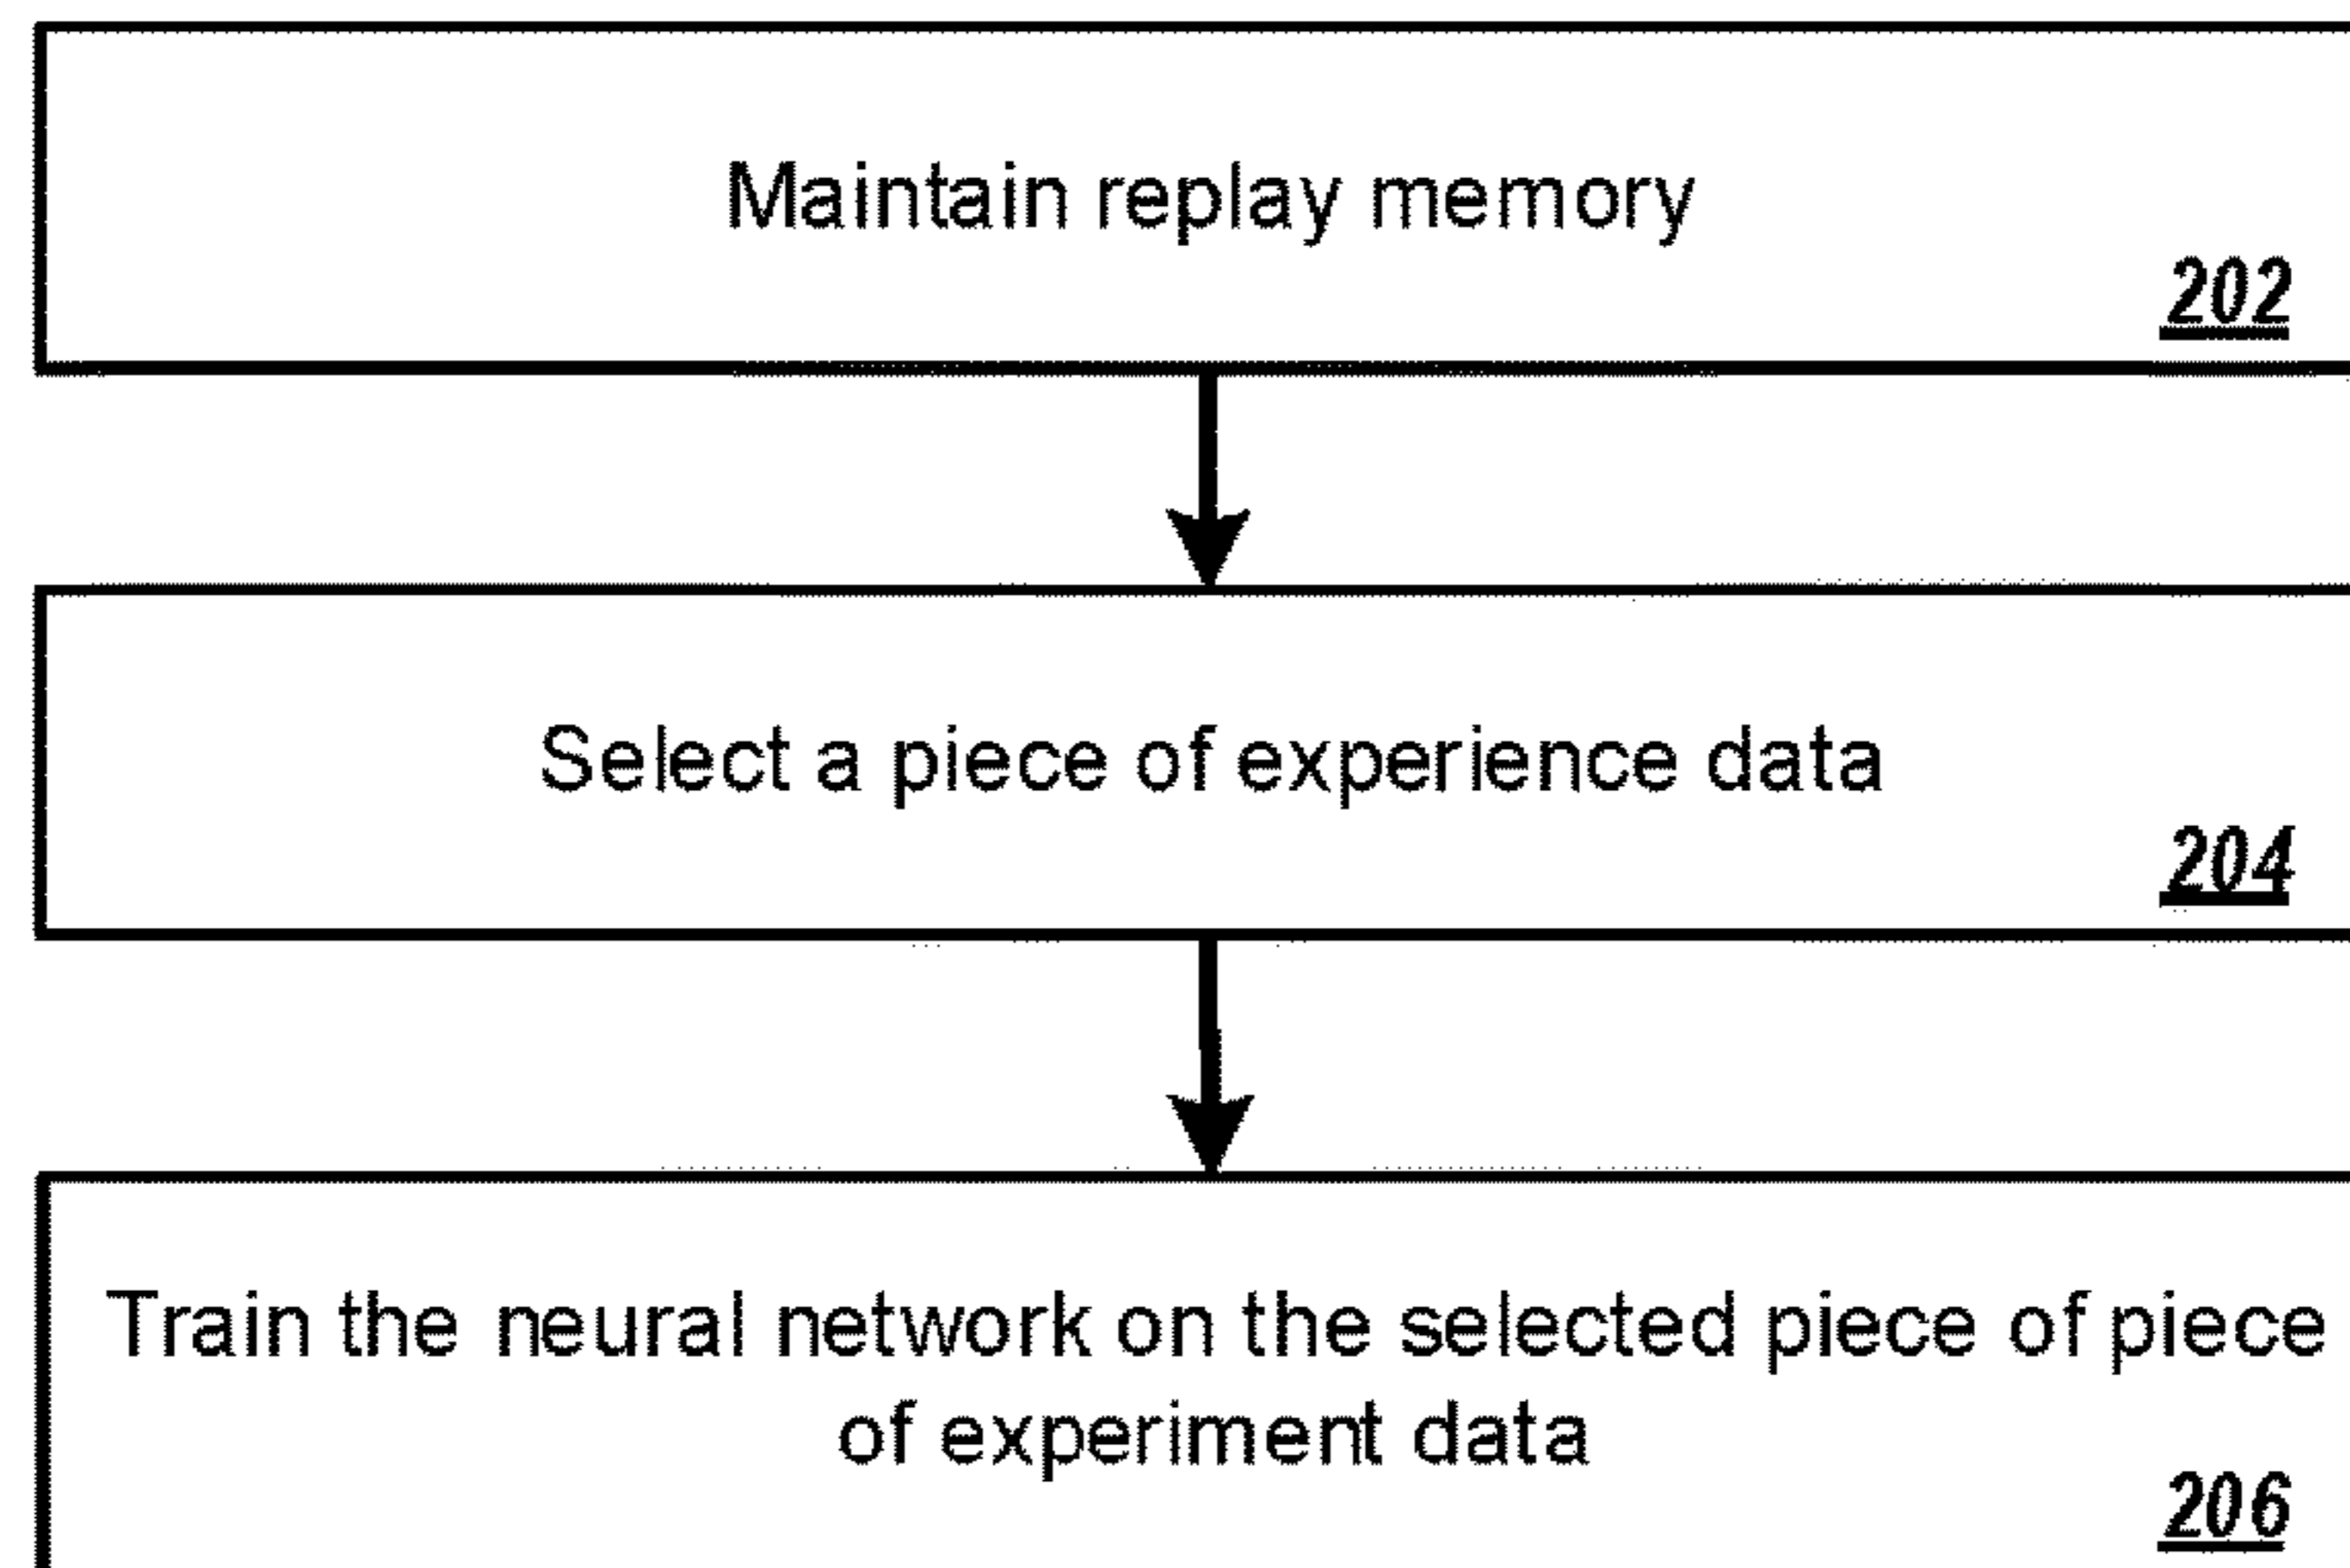 Maintain replay memory
202
Select a piece of experience data
204
Train the neural network on the selected piece of piece
of experiment data
206